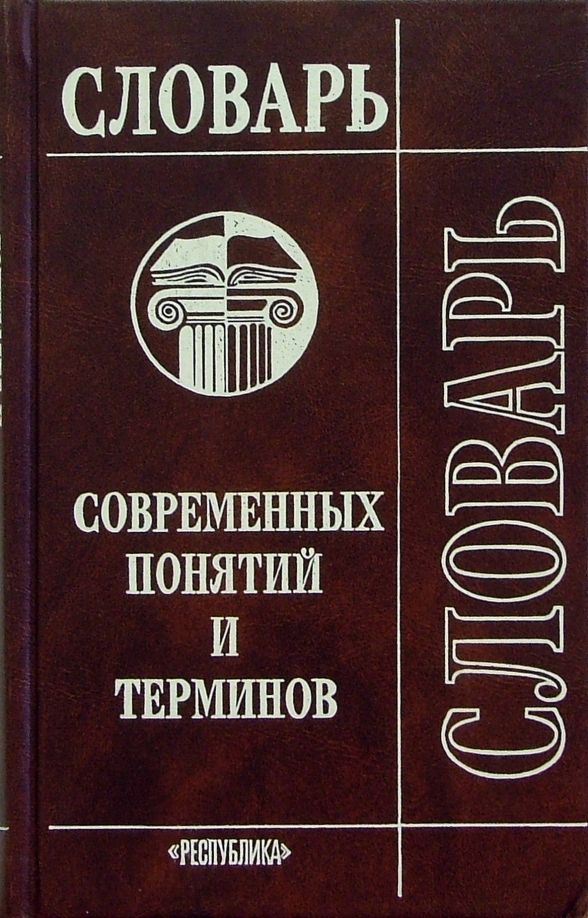 СЛОВАРЬ
СОВРЕМЕННЫХ
ПОНЯТИЙ
И
ТЕРМИНОВ
«РЕСПУБЛИКА»
СЛОВАРЬ